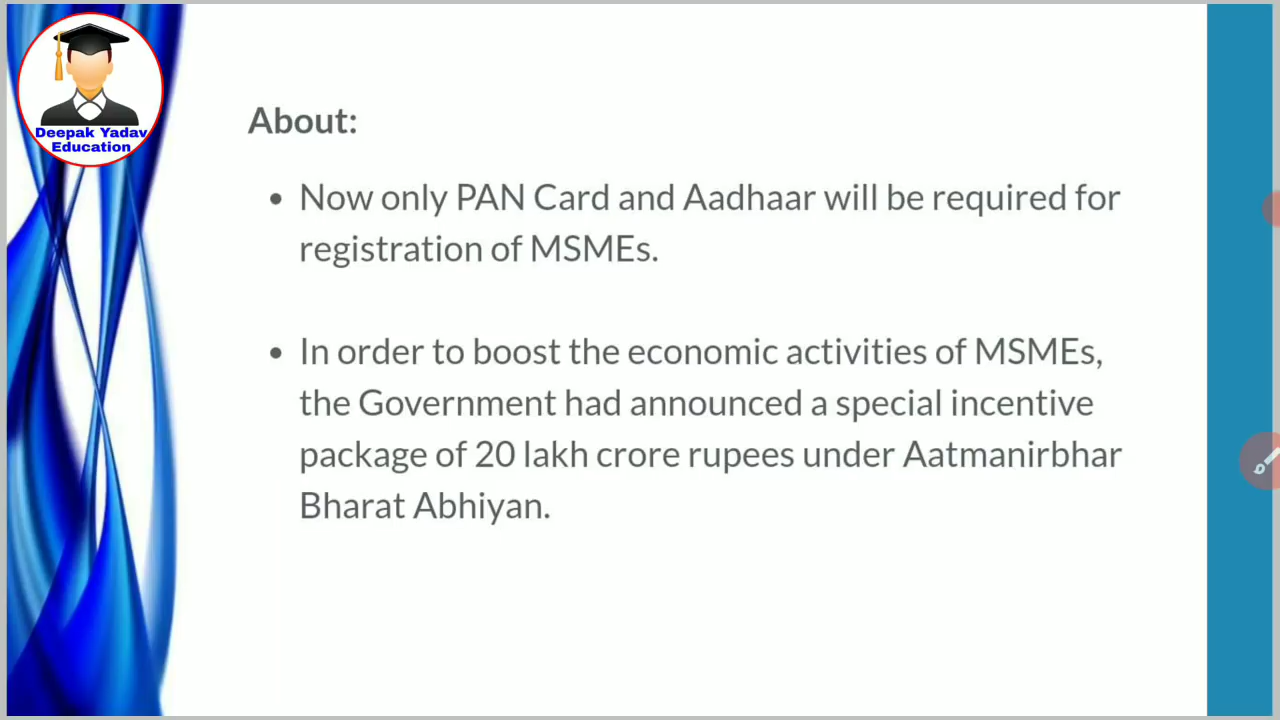 Deepak Yadav
Education
About:
• Now only PAN Card and Aadhaar will be required for
registration of MSMEs.
• In order to boost the economic activities of MSMEs,
the Government had announced a special incentive
package of 20 lakh crore rupees under Aatmanirbhar
Bharat Abhiyan.